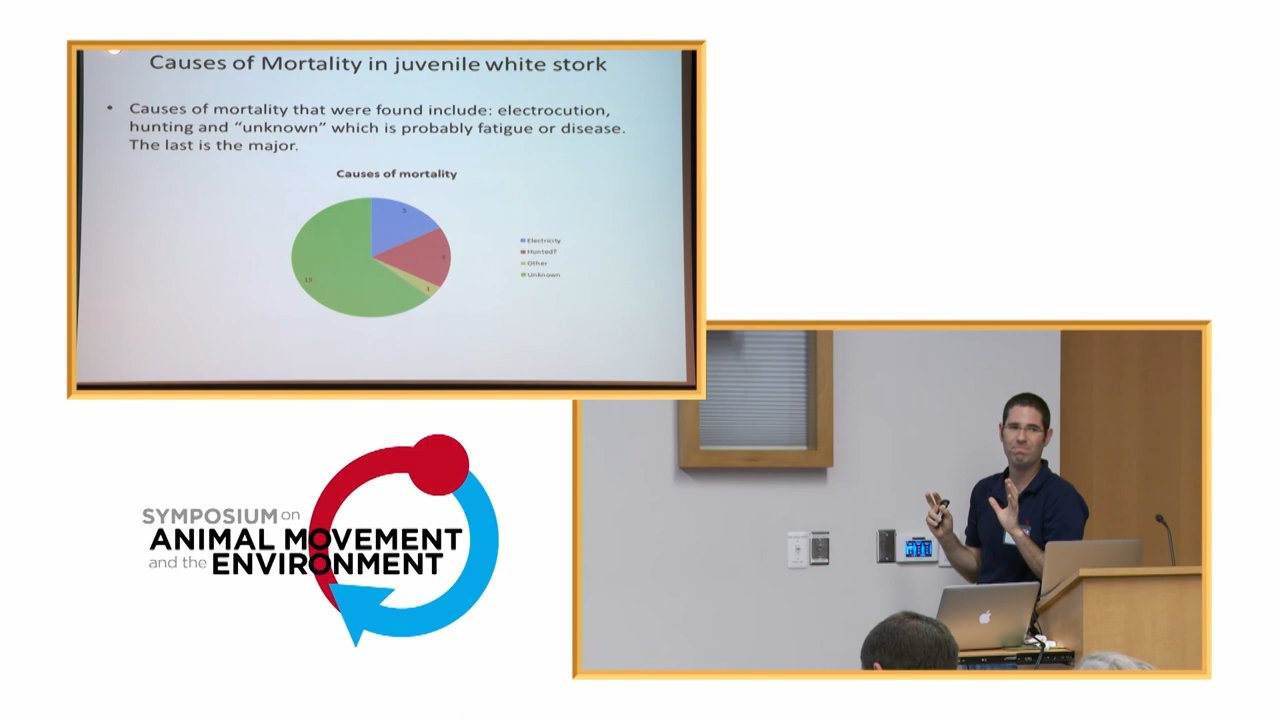 Causes of Mortality in juvenile white stork
• Causes of mortality that were found include: electrocution,
hunting and “unknown” which is probably fatigue or disease.
The last is the major.
Causes of mortality
Electricity
Hunted?
Other
Unknown
SYMPOSIUM on
ANIMAL MOVEMENT
and the ENVIRONMENT